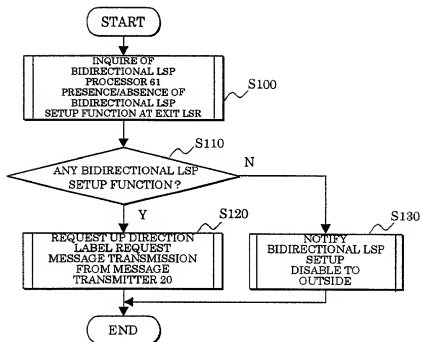 START
INQUIRE OF
BIDIRECTIONAL LSP
PROCESSOR 61
PRESENCE/ABSENCE OF
BIDIRECTIONAL LSP
SETUP FUNCTION AT EXIT LSR
S100
S110
ANY BIDIRECTIONAL LSP
SETUP FUNCTION?
N
Y
S120
REQUEST UP DIRECTION
LABEL REQUEST
MESSAGE TRANSMISSION
FROM MESSAGE
TRANSMITTER 20
S130
NOTIFY
BIDIRECTIONAL LSP
SETUP
DISABLE TO
OUTSIDE
END